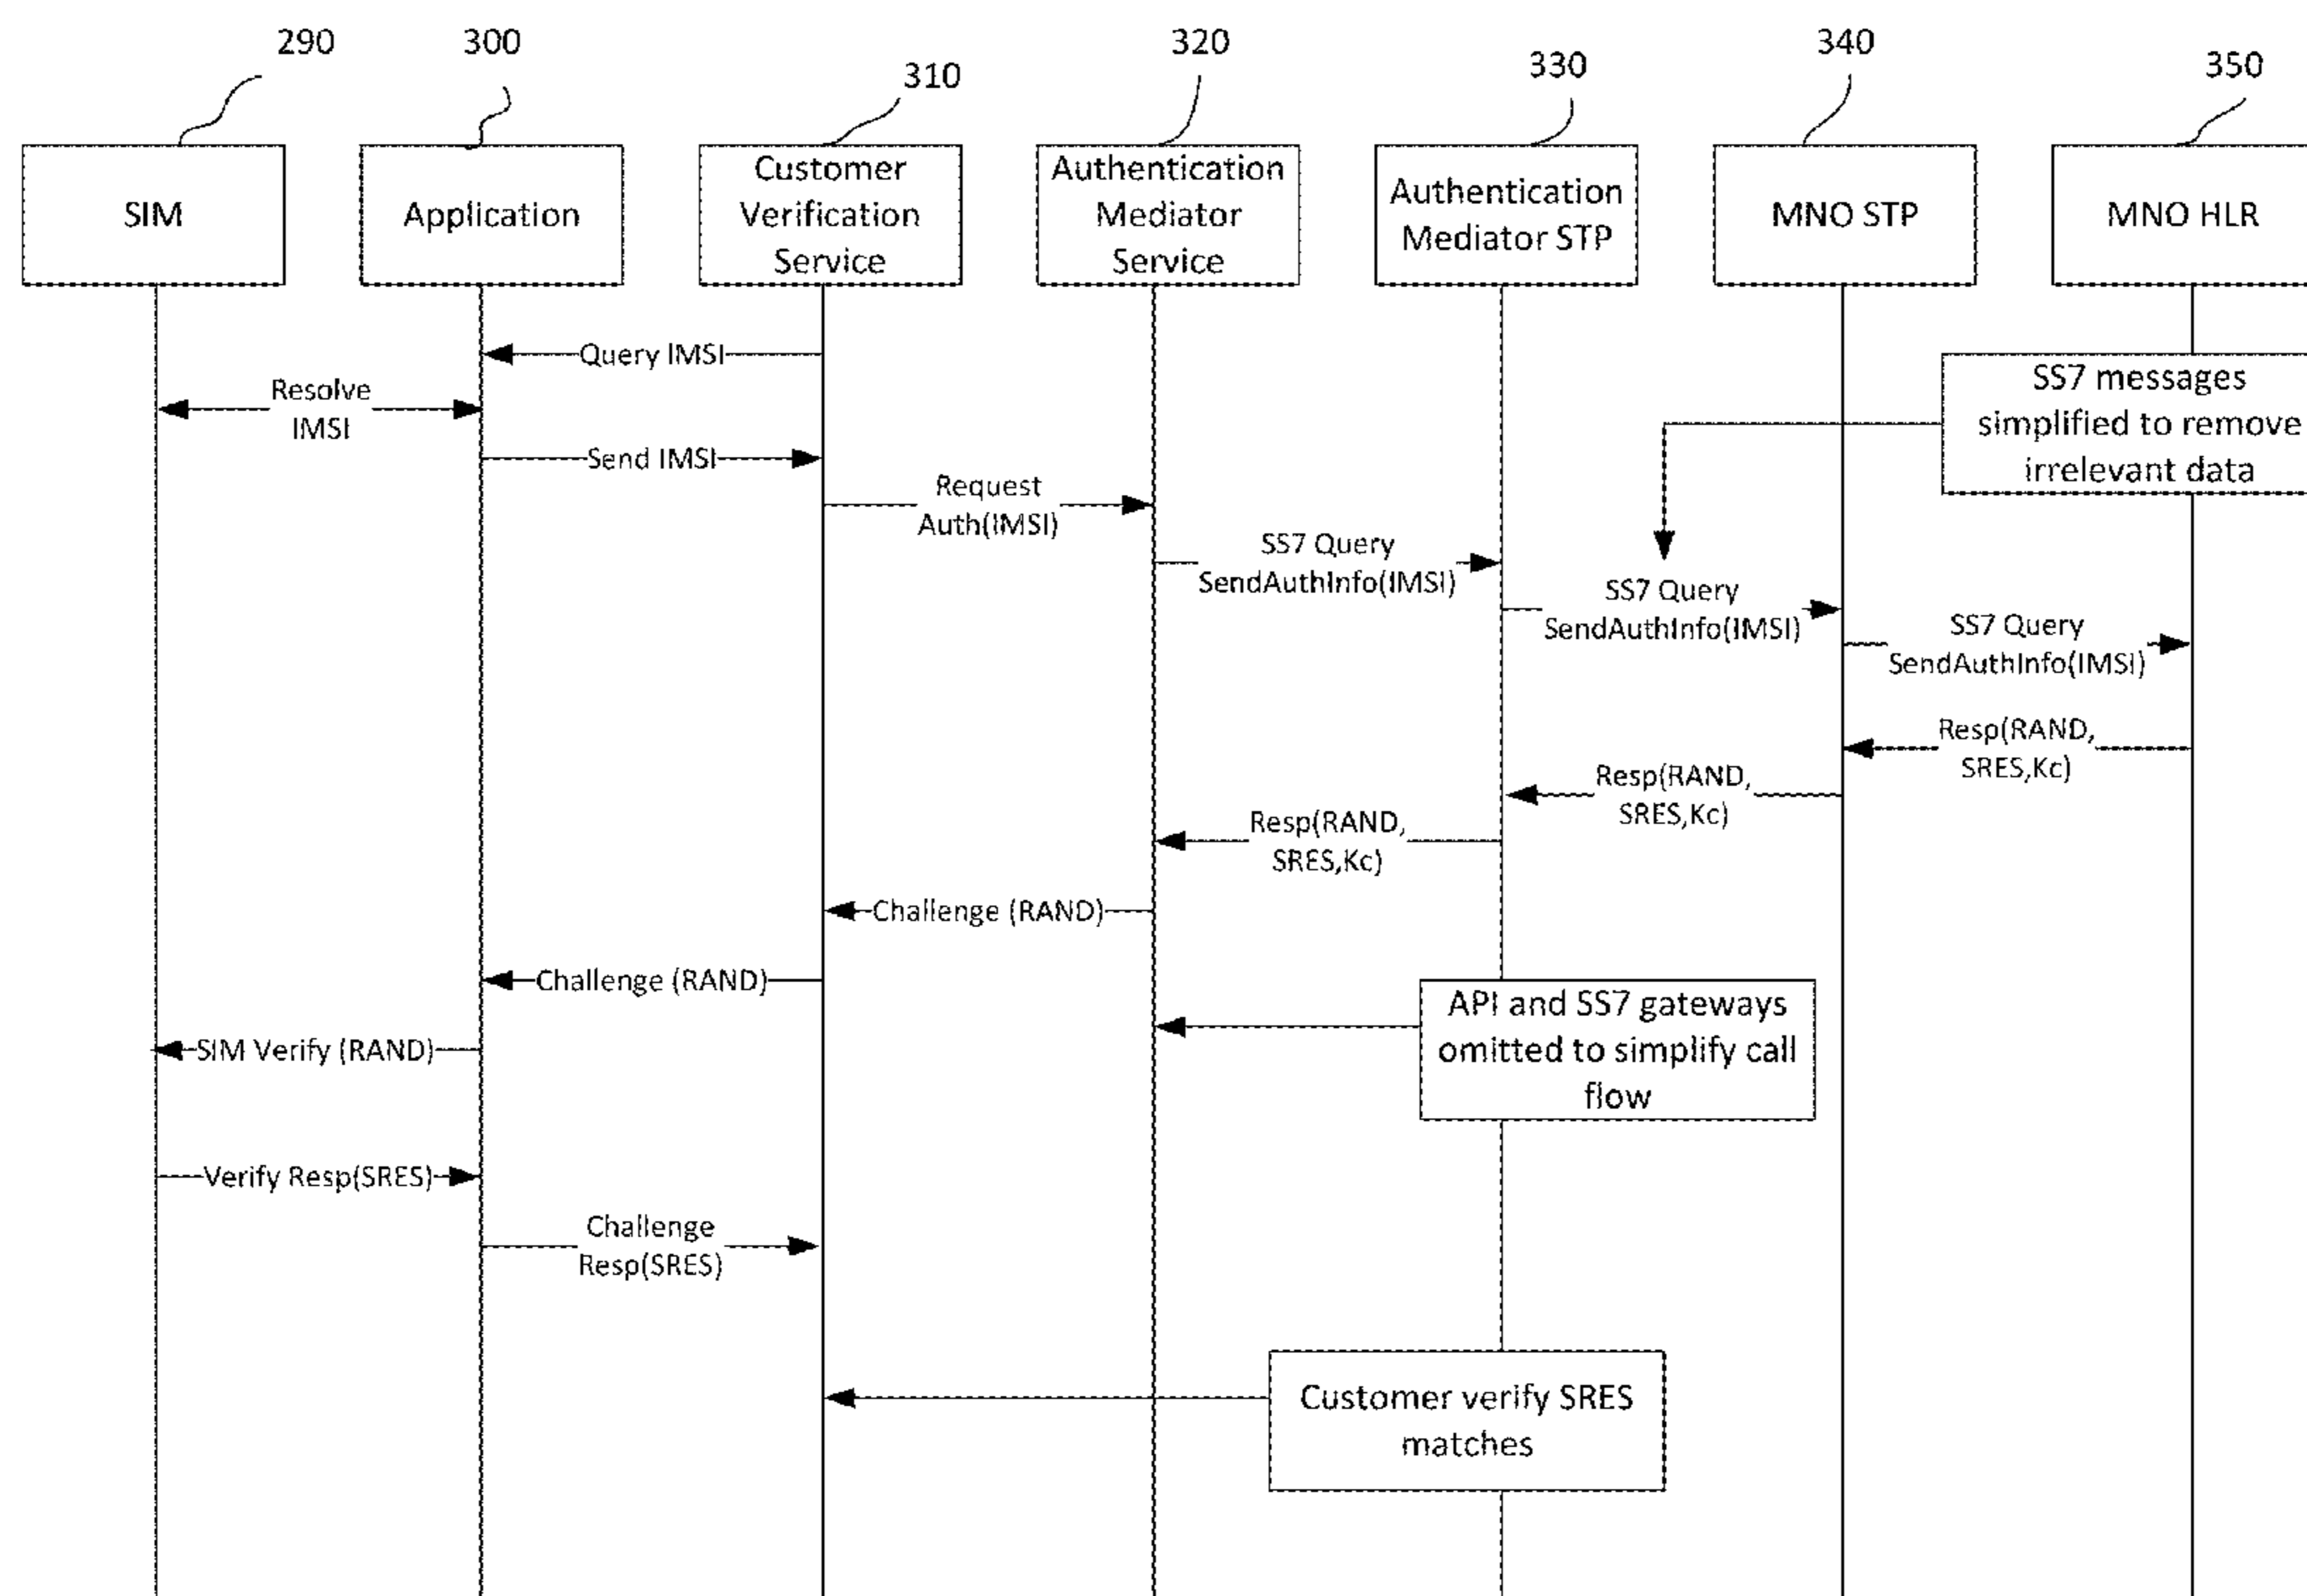 290
300
310
320
330
340
350
SIM
Application
Customer
Verification
Service
Authentication
Mediator
Service
Authentication
Mediator STP
MNO STP
MNO HLR
Query IMSI
SS7 messages
simplified to remove
irrelevant data
Resolve
IMSI
Send IMSI
Request
Auth(IMSI)
SS7 Query
SendAuthInfo(IMSI)
SS7 Query
SendAuthInfo(IMSI)
SS7 Query
SendAuthInfo(IMSI)
Resp(RAND,
SRES,Kc)
Resp(RAND,
SRES,Kc)
Resp(RAND,
SRES,Kc)
Challenge (RAND)
Challenge (RAND)
API and SS7 gateways
omitted to simplify call
flow
SIM Verify (RAND)
Verify Resp(SRES)
Challenge
Resp(SRES)
Customer verify SRES
matches